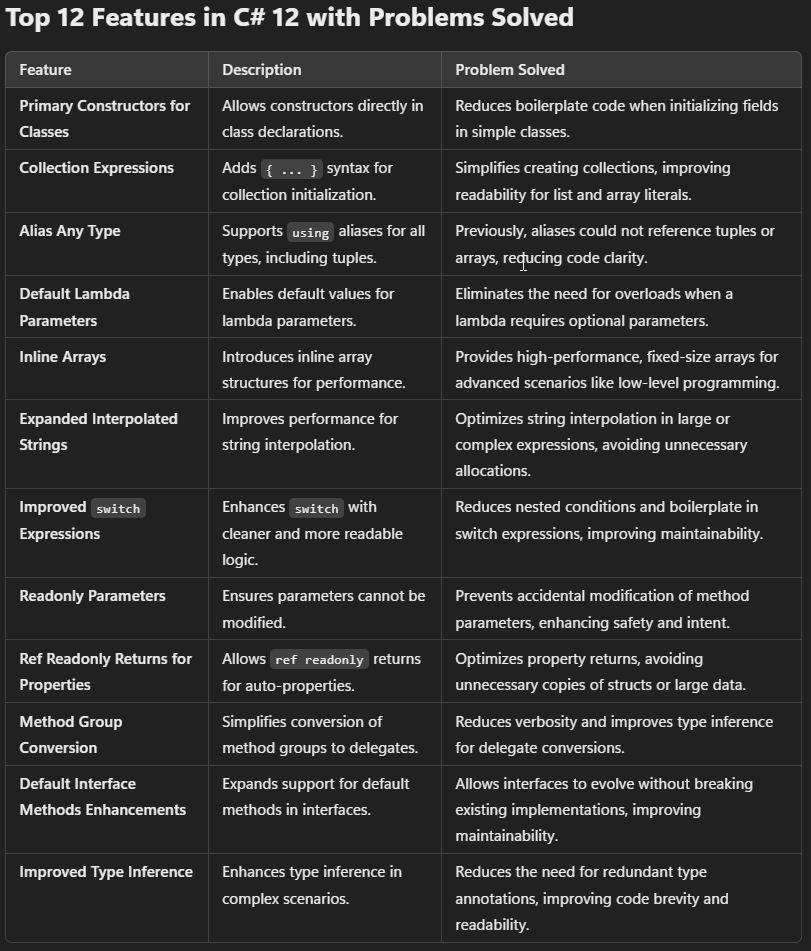 Top 12 Features in C# 12 with Problems Solved
Feature Description Problem Solved
Primary Constructors for Allows constructors directly in Reduces boilerplate code when initializing fields
Classes class declarations. in simple classes.
Collection Expressions Adds { ... } syntax for Simplifies creating collections, improving
collection initialization. readability for list and array literals.
Alias Any Type Supports using aliases for all Previously, aliases could not reference tuples or
types, including tuples. arrays, reducing code clarity.
Default Lambda Enables default values for Eliminates the need for overloads when a
Parameters lambda parameters. lambda requires optional parameters.
Inline Arrays Introduces inline array Provides high-performance, fixed-size arrays for
structures for performance. advanced scenarios like low-level programming.
Expanded Interpolated Improves performance for Optimizes string interpolation in large or
Strings string interpolation. complex expressions, avoiding unnecessary
allocations.
Improved switch Enhances switch with Reduces nested conditions and boilerplate in
Expressions cleaner and more readable switch expressions, improving maintainability.
logic.
Readonly Parameters Ensures parameters cannot be Prevents accidental modification of method
modified. parameters, enhancing safety and intent.
Ref Readonly Returns for Allows ref readonly returns Optimizes property returns, avoiding
Properties for auto-properties. unnecessary copies of structs or large data.
Method Group Simplifies conversion of Reduces verbosity and improves type inference
Conversion method groups to delegates. for delegate conversions.
Default Interface Expands support for default Allows interfaces to evolve without breaking
Methods Enhancements methods in interfaces. existing implementations, improving
maintainability.
Improved Type Inference Enhances type inference in Reduces the need for redundant type
complex scenarios. annotations, improving code brevity and
readability.